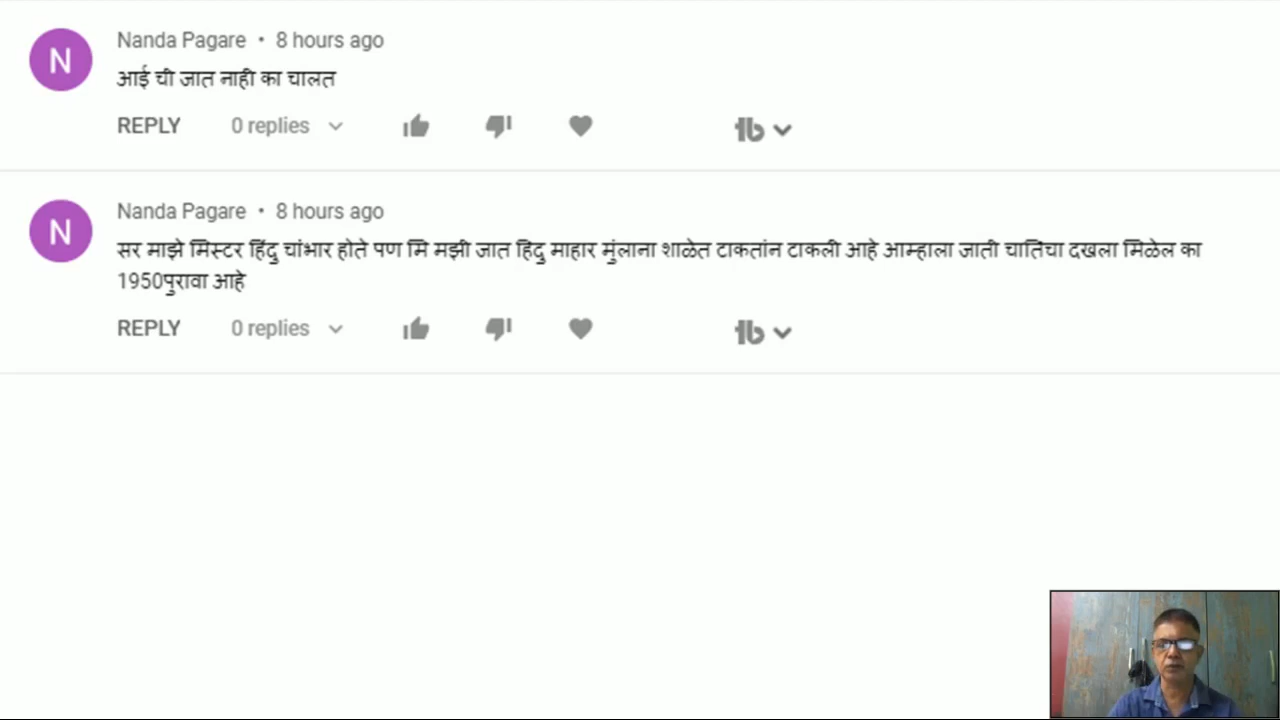 N
Nanda Pagare • 8 hours ago
आई ची जात नाही का चालत
REPLY 0 replies
N
Nanda Pagare • 8 hours ago
सर माझे मिस्टर हिंदु चांभार होते पण मि मझी जात हिदु माहार मुंलाना शाळेत टाकतांन टाकली आहे आम्हाला जाती चातिचा दखला मिळेल का
1950पुरावा आहे
REPLY 0 replies